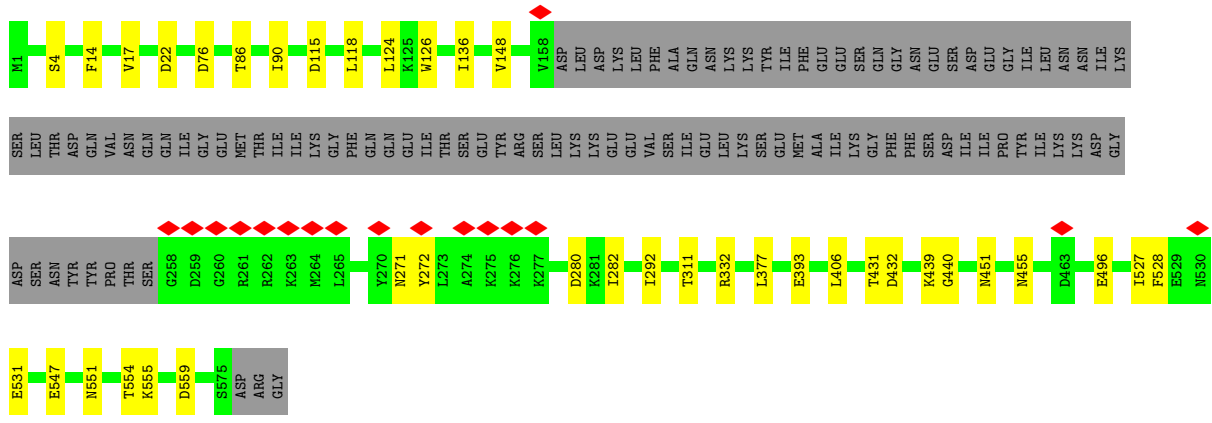 M1 S4 F14 V17 D22 D76 T86 I90 D115 L118 L124 K125 W126 I136 V148 V158 ASP LEU ASP LYS LEU PHE ALA GLN ASN LYS LYS TYR ILE PHE GLU GLU SER GLN GLY ASN GLU SER ASP GLU GLY ILE LEU ASN ASN ILE LYS
SER LEU THR ASP GLN VAL ASN GLN GLN ILE GLY GLU MET THR ILE ILE LYS GLY PHE GLN GLN GLU ILE THR SER GLU TYR ARG SER LEU LYS LYS GLU GLU VAL SER ILE GLU LEU LYS SER GLU MET ALA ILE LYS GLY PHE PHE SER ASP ILE ILE PRO TYR ILE LYS LYS ASP GLY
ASP SER ASN TYR TYR PRO THR SER G258 D259 G260 R261 R262 K263 M264 L265 Y270 N271 Y272 L273 A274 K275 K276 K277 D280 K281 I282 I292 T311 R332 L377 E393 L406 T431 D432 K439 G440 N451 N455 D463 E496 I527 F528 E529 N530
E531 E547 N551 T554 K555 D559 S575 ASP ARG GLY